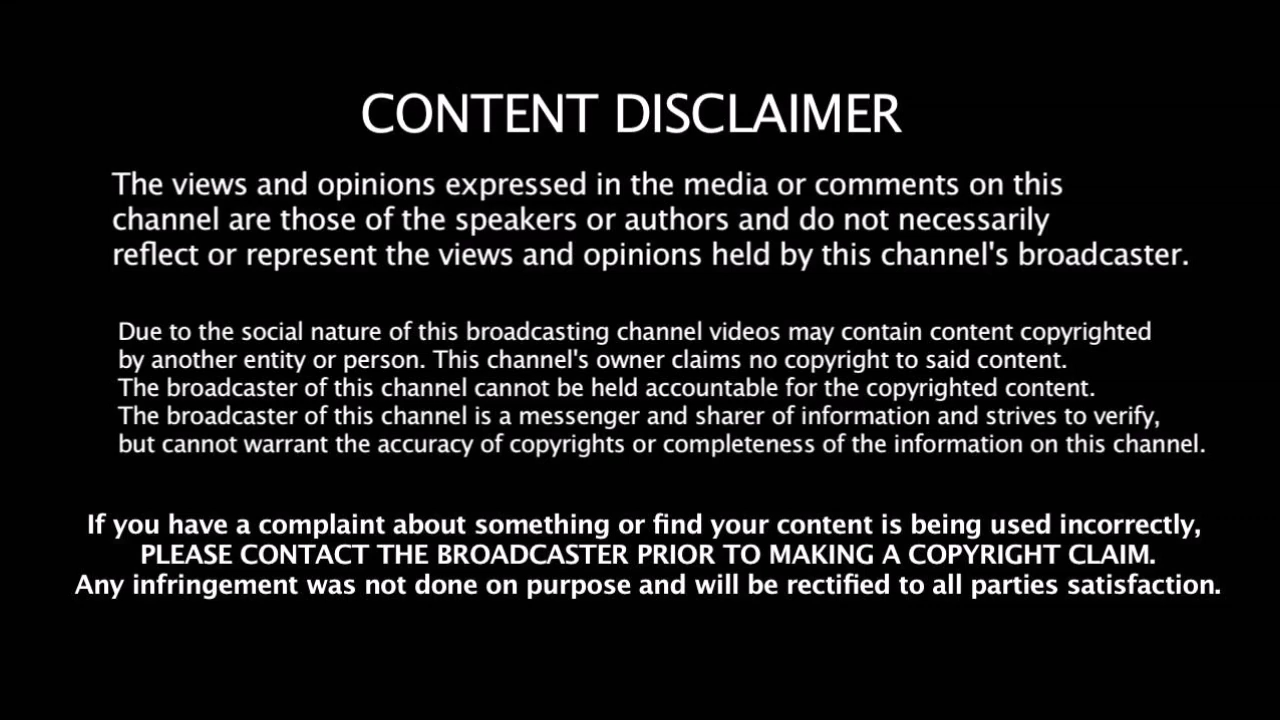 CONTENT DISCLAIMER
The views and opinions expressed in the media or comments on this
channel are those of the speakers or authors and do not necessarily
reflect or represent the views and opinions held by this channel's broadcaster.
Due to the social nature of this broadcasting channel videos may contain content copyrighted
by another entity or person. This channel's owner claims no copyright to said content.
The broadcaster of this channel cannot be held accountable for the copyrighted content.
The broadcaster of this channel is a messenger and sharer of information and strives to verify,
but cannot warrant the accuracy of copyrights or completeness of the information on this channel.
If you have a complaint about something or find your content is being used incorrectly,
PLEASE CONTACT THE BROADCASTER PRIOR TO MAKING A COPYRIGHT CLAIM.
Any infringement was not done on purpose and will be rectified to all parties satisfaction.